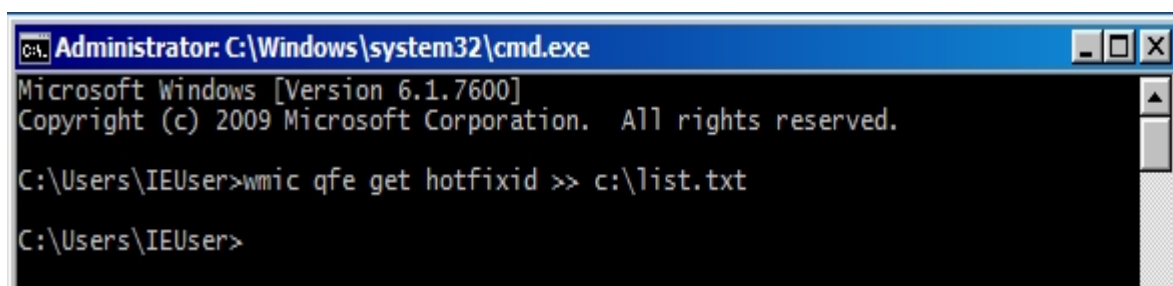 Administrator: C:\Windows\system32\cmd.exe
Microsoft Windows [Version 6.1.7600]
Copyright (c) 2009 Microsoft Corporation.  All rights reserved.
C:\Users\IEUser>wmic qfe get hotfixid >> c:\list.txt
C:\Users\IEUser>